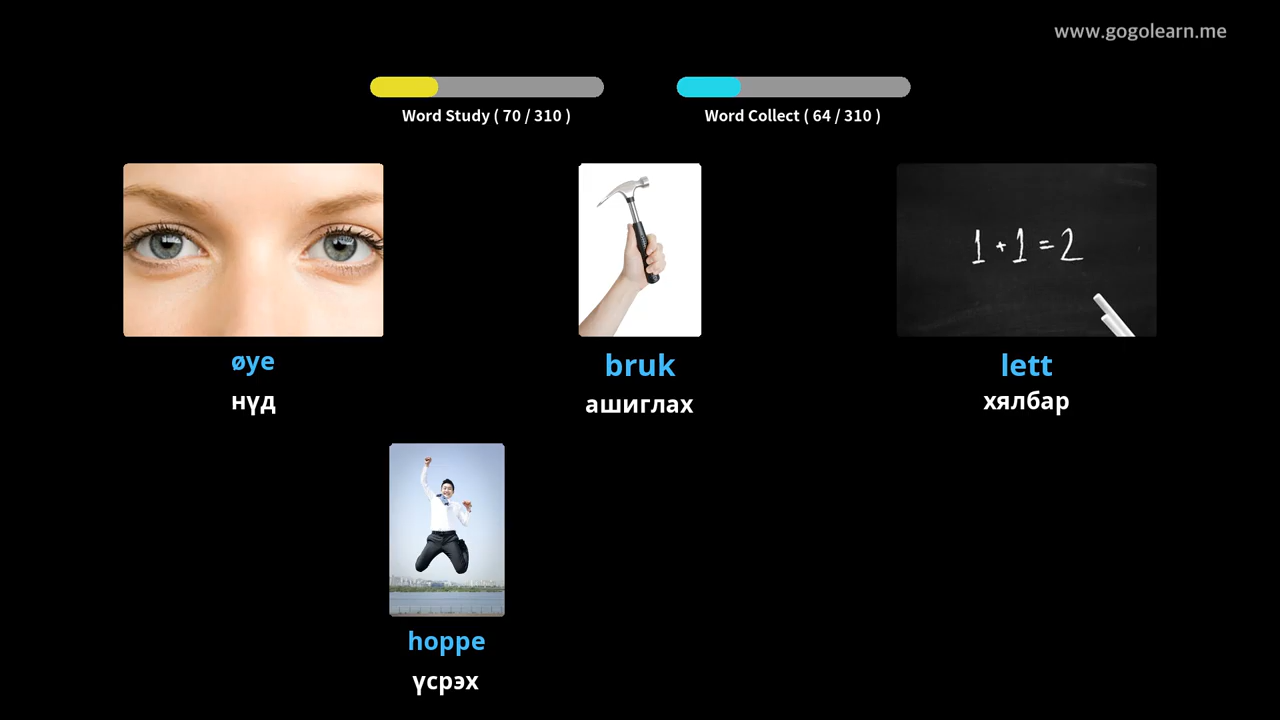 www.gogolearn.me
Word Study ( 70 / 310 )
Word Collect ( 64 / 310 )
1 + 1 = 2
øye
нүд
bruk
ашиглах
lett
хялбар
hoppe
үсрэх